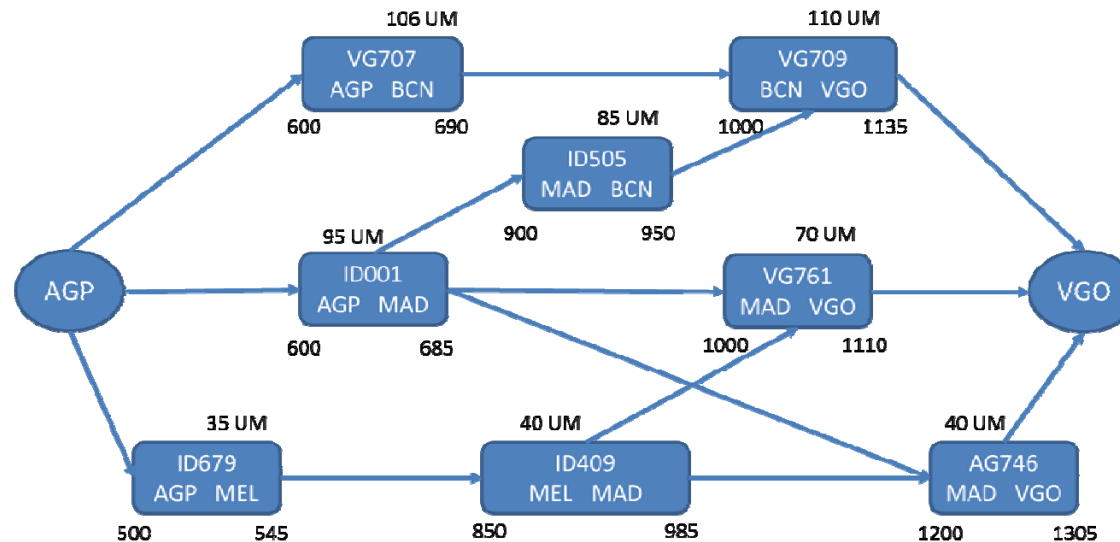 106 UM
VG707
AGP BCN
600 690
110 UM
VG709
BCN VGO
1000 1135
85 UM
ID505
MAD BCN
900 950
AGP
95 UM
ID001
AGP MAD
600 685
70 UM
VG761
MAD VGO
1000 1110
VGO
35 UM
ID679
AGP MEL
500 545
40 UM
ID409
MEL MAD
850 985
40 UM
AG746
MAD VGO
1200 1305